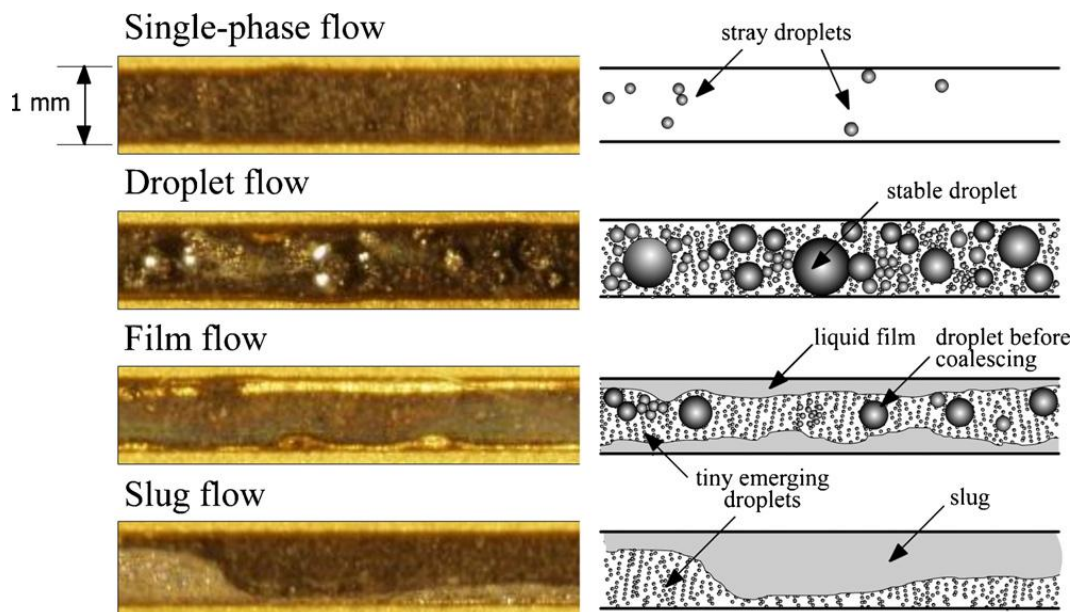 Single-phase flow
stray droplets
1 mm
Droplet flow
stable droplet
Film flow
liquid film
droplet before
coalescing
tiny emerging
droplets
Slug flow
slug